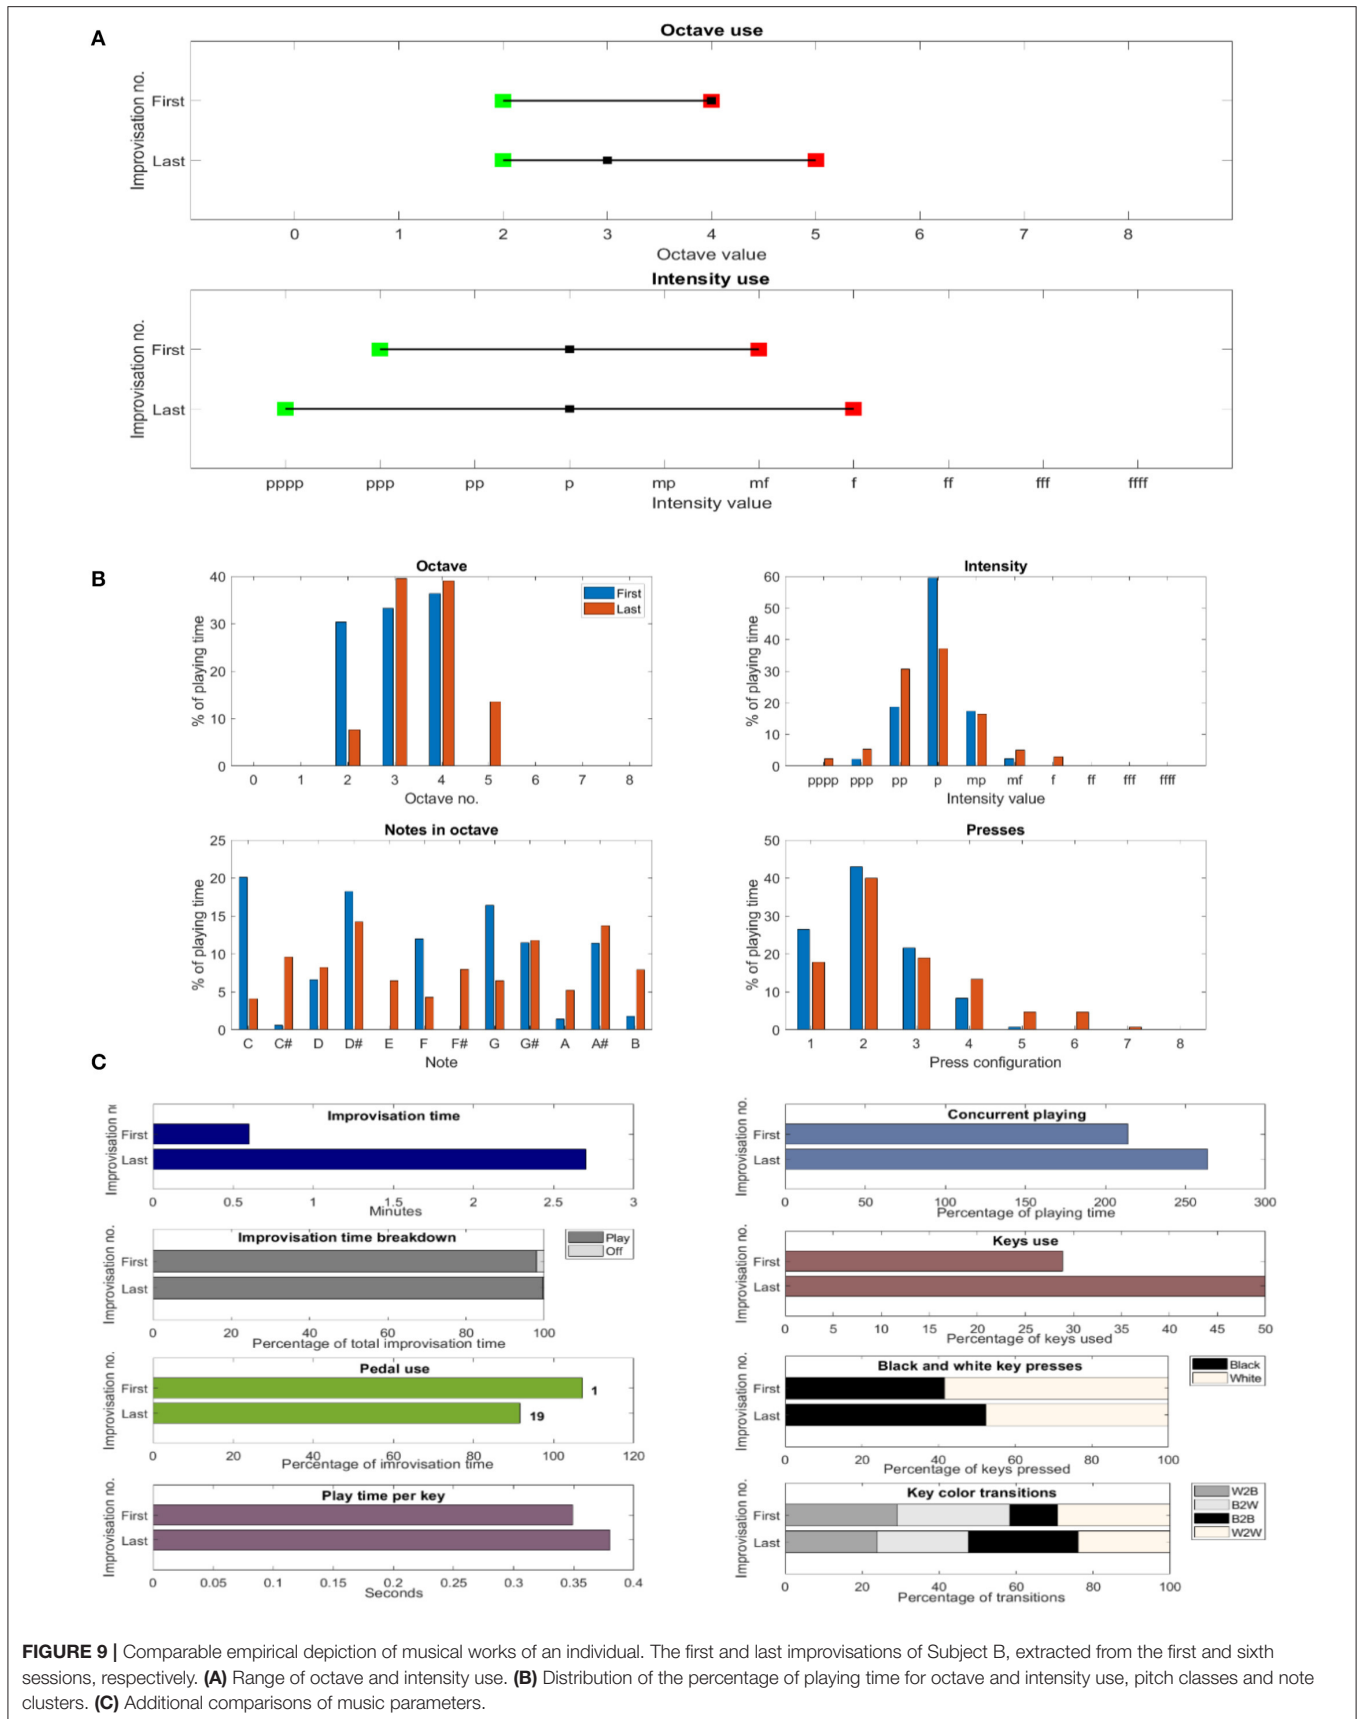 A
Octave use
Improvisation no.
First
Last
0 1 2 3 4 5 6 7 8
Octave value
Intensity use
Improvisation no.
First
Last
pppp ppp pp p mp mf f ff fff ffff
Intensity value
B
Octave
% of playing time
40
30
20
10
0
First
Last
0 1 2 3 4 5 6 7 8
Octave no.
Intensity
% of playing time
60
50
40
30
20
10
0
pppp ppp pp p mp mf f ff fff ffff
Intensity value
Notes in octave
% of playing time
25
20
15
10
5
0
C C# D D# E F F# G G# A A# B
Note
Presses
% of playing time
50
40
30
20
10
0
1 2 3 4 5 6 7 8
Press configuration
C
Improvisation time
Improvisation no
First
Last
0 0.5 1 1.5 2 2.5 3
Minutes
Concurrent playing
Improvisation no.
First
Last
0 50 100 150 200 250 300
Percentage of playing time
Improvisation time breakdown
Improvisation no.
First
Last
Play
Off
0 20 40 60 80 100
Percentage of total improvisation time
Keys use
Improvisation no.
First
Last
0 5 10 15 20 25 30 35 40 45 50
Percentage of keys used
Pedal use
Improvisation no.
First
Last
1
19
0 20 40 60 80 100 120
Percentage of imrovisation time
Black and white key presses
Improvisation no.
First
Last
Black
White
0 20 40 60 80 100
Percentage of keys pressed
Play time per key
Improvisation no.
First
Last
0 0.05 0.1 0.15 0.2 0.25 0.3 0.35 0.4
Seconds
Key color transitions
Improvisation no.
First
Last
W2B
B2W
B2B
W2W
0 20 40 60 80 100
Percentage of transitions
FIGURE 9 | Comparable empirical depiction of musical works of an individual. The first and last improvisations of Subject B, extracted from the first and sixth
sessions, respectively. (A) Range of octave and intensity use. (B) Distribution of the percentage of playing time for octave and intensity use, pitch classes and note
clusters. (C) Additional comparisons of music parameters.